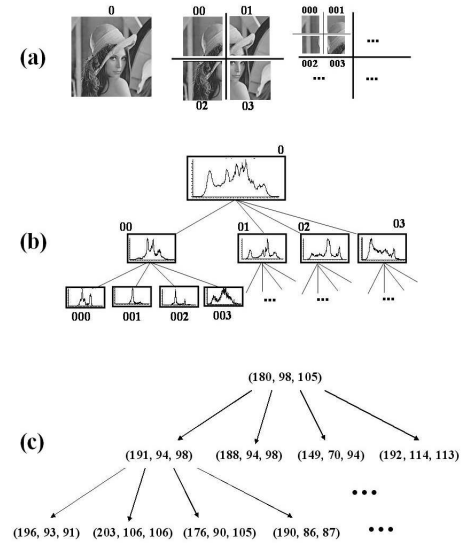 0 00 01 000 001
(a)
...
002 003
... ...
02 03
0
(b)
00 01 02 03
000 001 002 003 ... ... ...
(180, 98, 105)
(c)
(191, 94, 98) (188, 94, 98) (149, 70, 94) (192, 114, 113)
...
(196, 93, 91) (203, 106, 106) (176, 90, 105) (190, 86, 87) ...